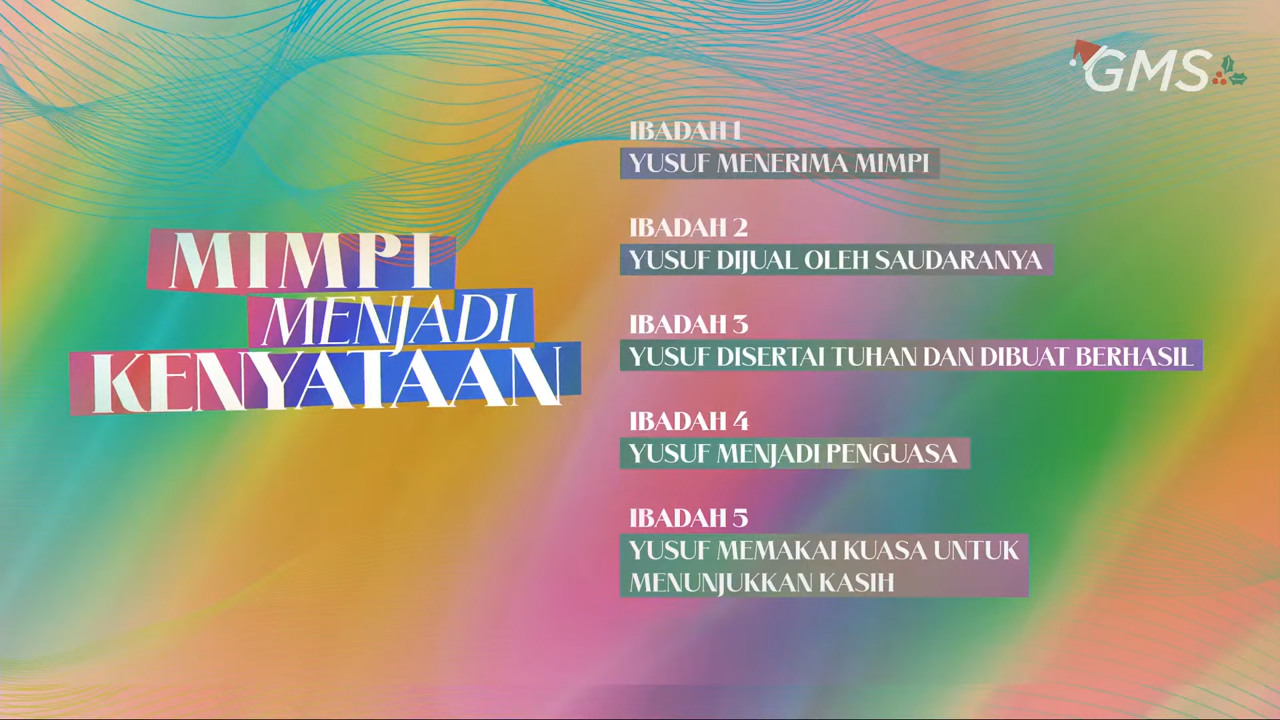 GMS
MIMPI
MENJADI
KENYATAAN
IBADAH 1
YUSUF MENERIMA MIMPI
IBADAH 2
YUSUF DIJUAL OLEH SAUDARANYA
IBADAH 3
YUSUF DISERTAI TUHAN DAN DIBUAT BERHASIL
IBADAH 4
YUSUF MENJADI PENGUASA
IBADAH 5
YUSUF MEMAKAI KUASA UNTUK
MENUNJUKKAN KASIH